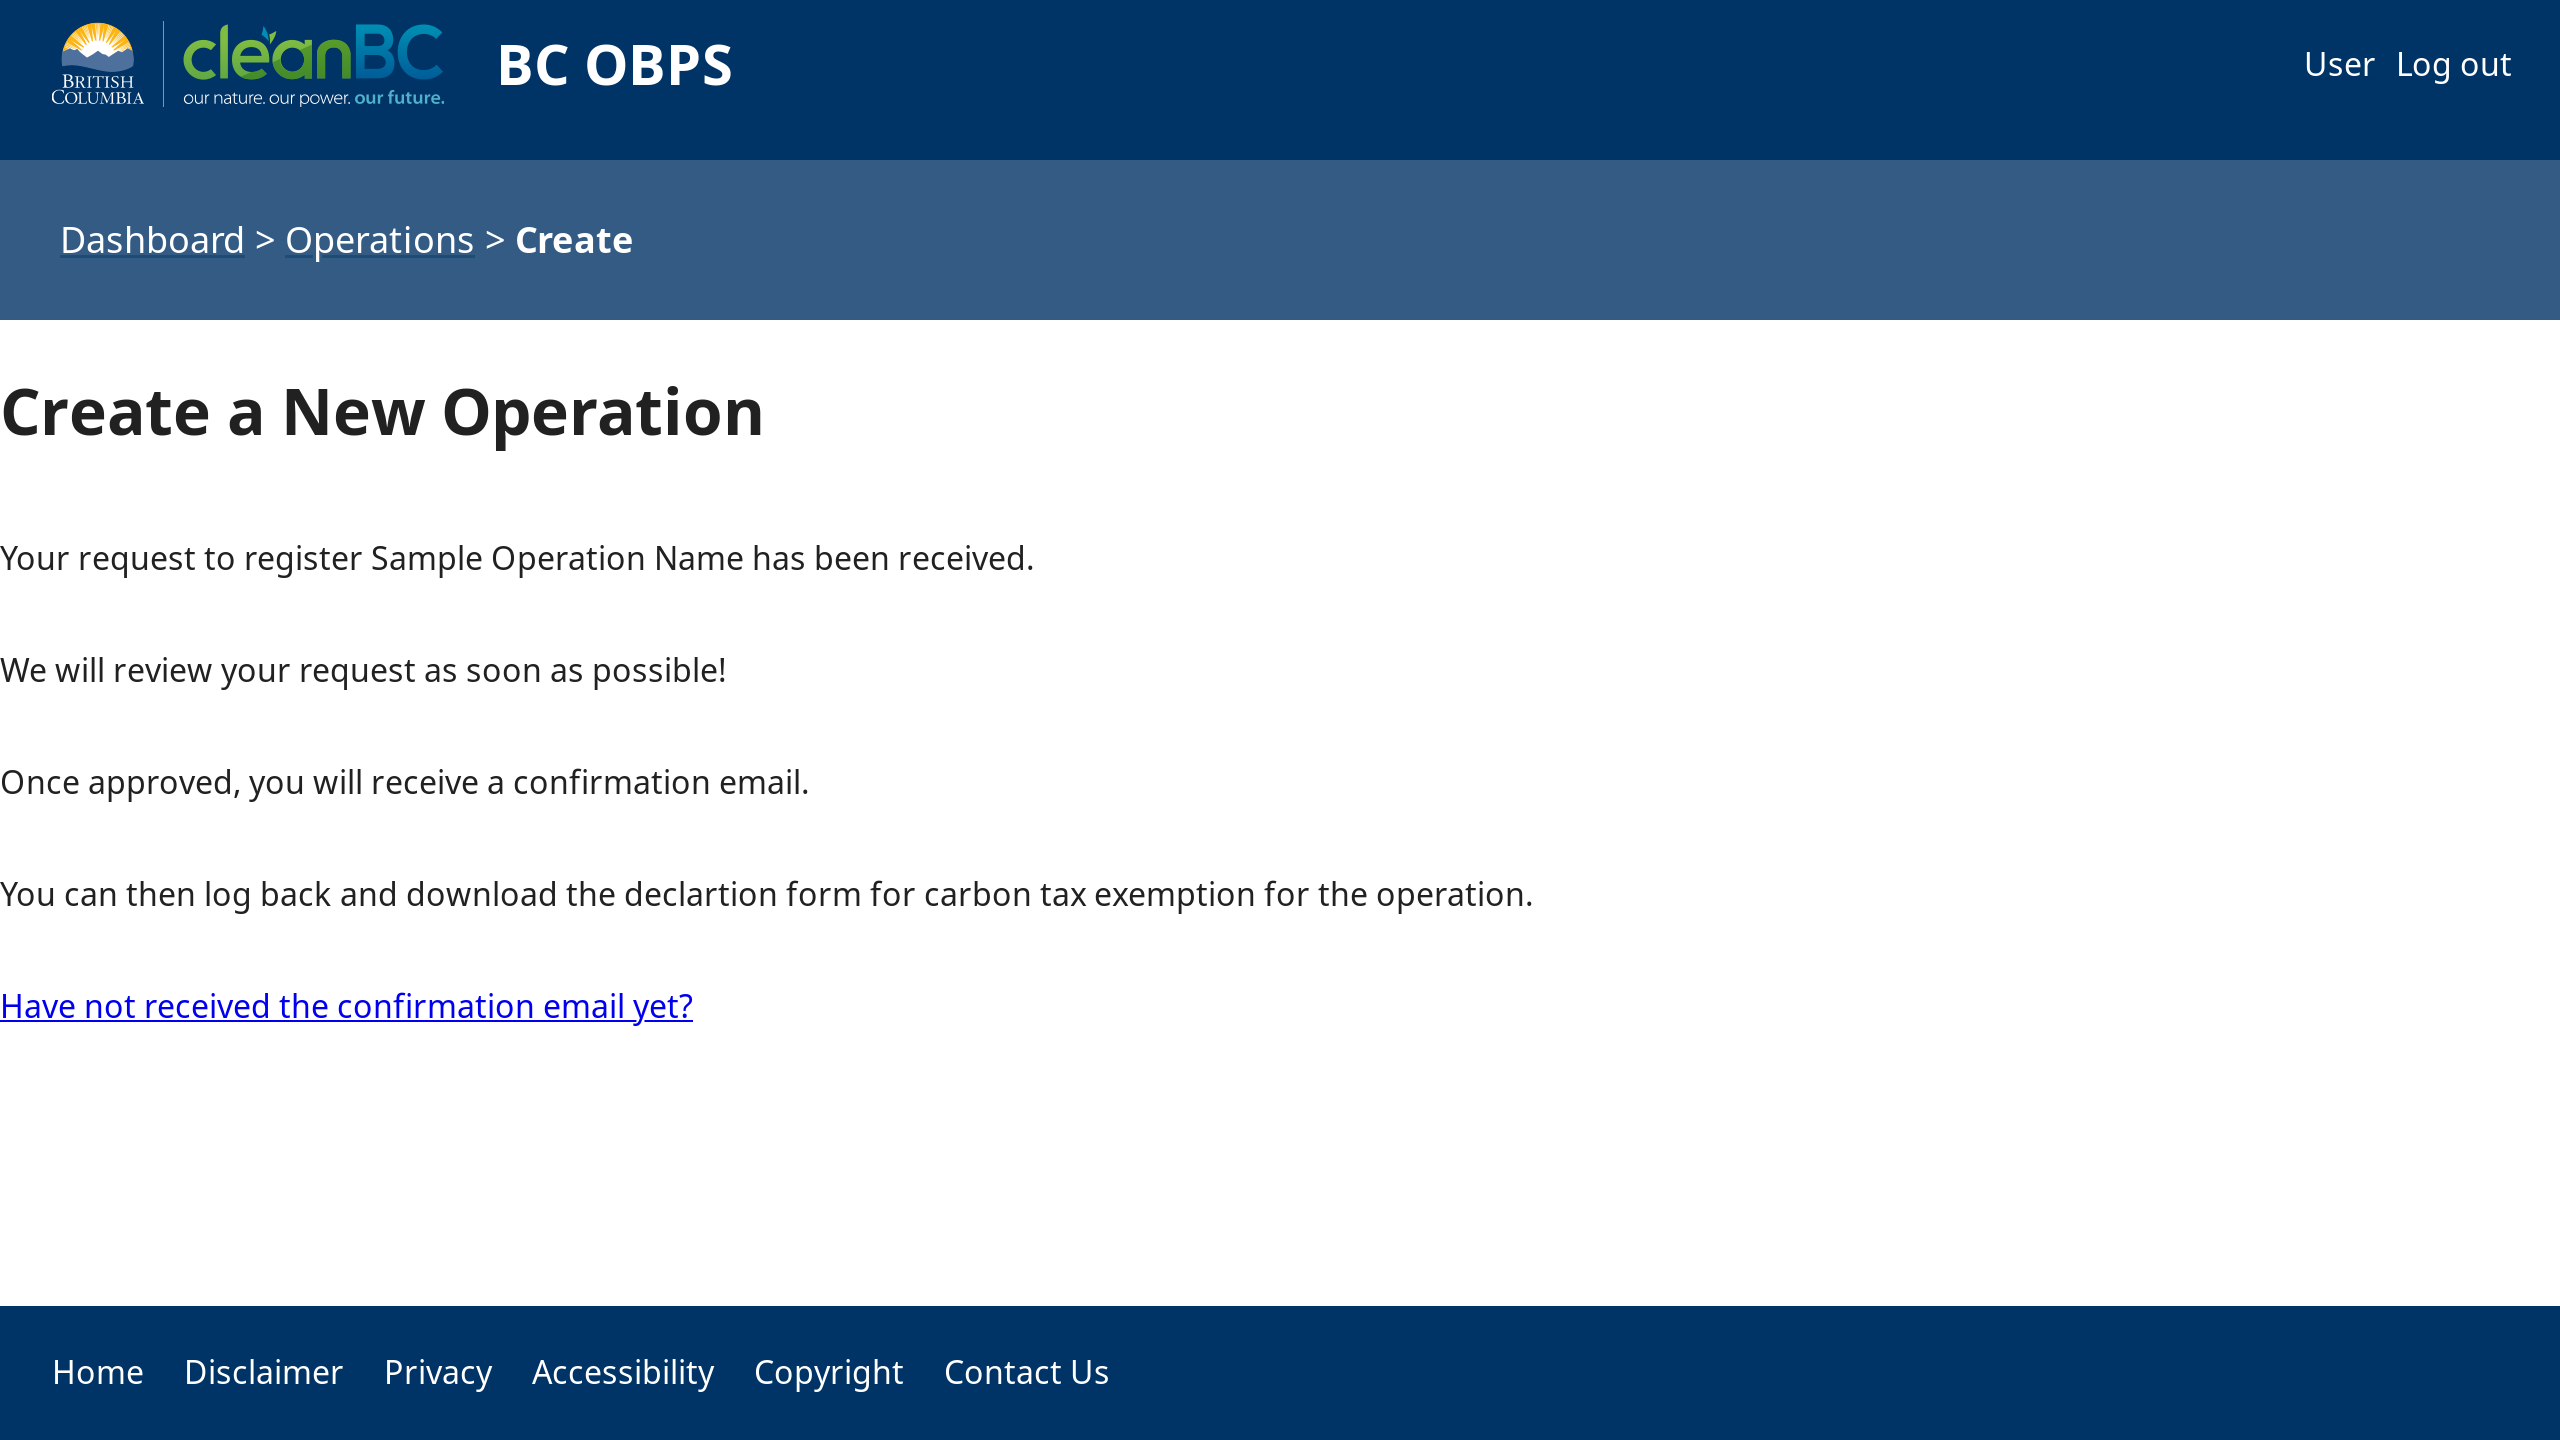 BRITISH
COLUMBIA
cleanBC
our nature. our power. our future.
BC OBPS
User Log out
Dashboard > Operations > Create
Create a New Operation
Your request to register Sample Operation Name has been received.
We will review your request as soon as possible!
Once approved, you will receive a confirmation email.
You can then log back and download the declartion form for carbon tax exemption for the operation.
Have not received the confirmation email yet?
Home Disclaimer Privacy Accessibility Copyright Contact Us